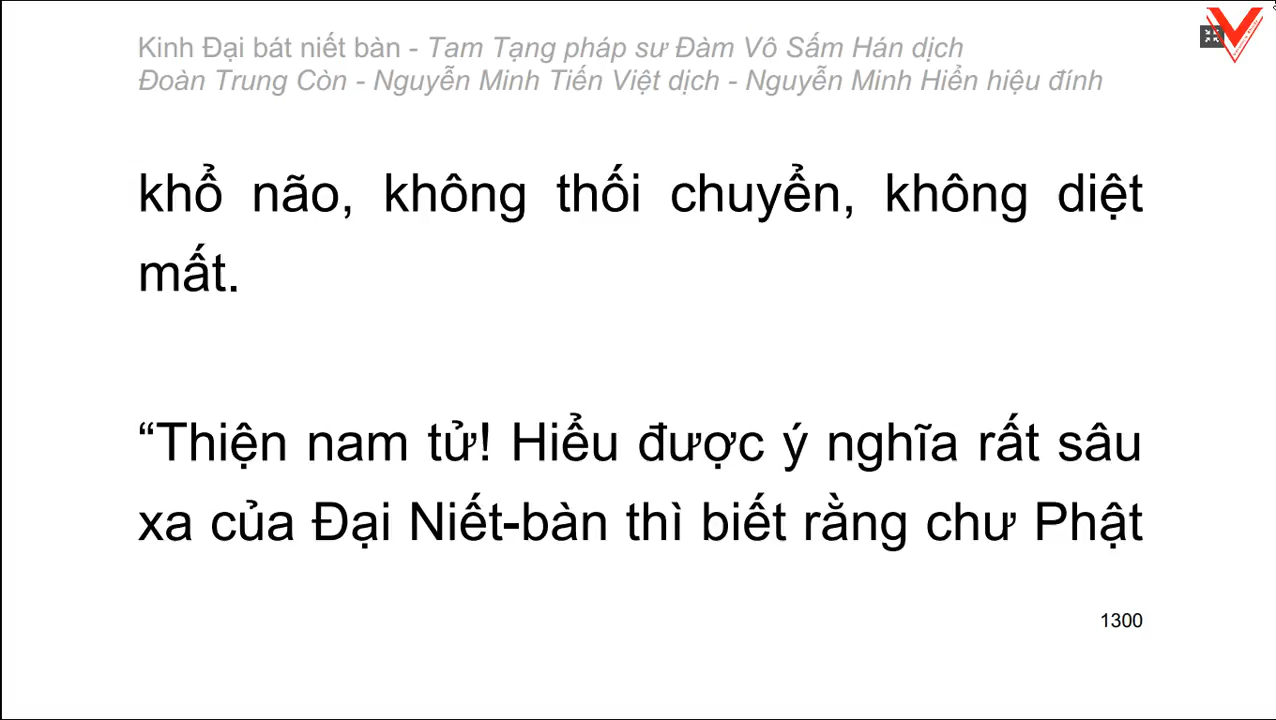 Kinh Đại bát niết bàn - Tam Tạng pháp sư Đàm Vô Sấm Hán dịch
Đoàn Trung Còn - Nguyễn Minh Tiến Việt dịch - Nguyễn Minh Hiển hiệu đính
khổ não, không thối chuyển, không diệt
mất.
“Thiện nam tử! Hiểu được ý nghĩa rất sâu
xa của Đại Niết-bàn thì biết rằng chư Phật
1300